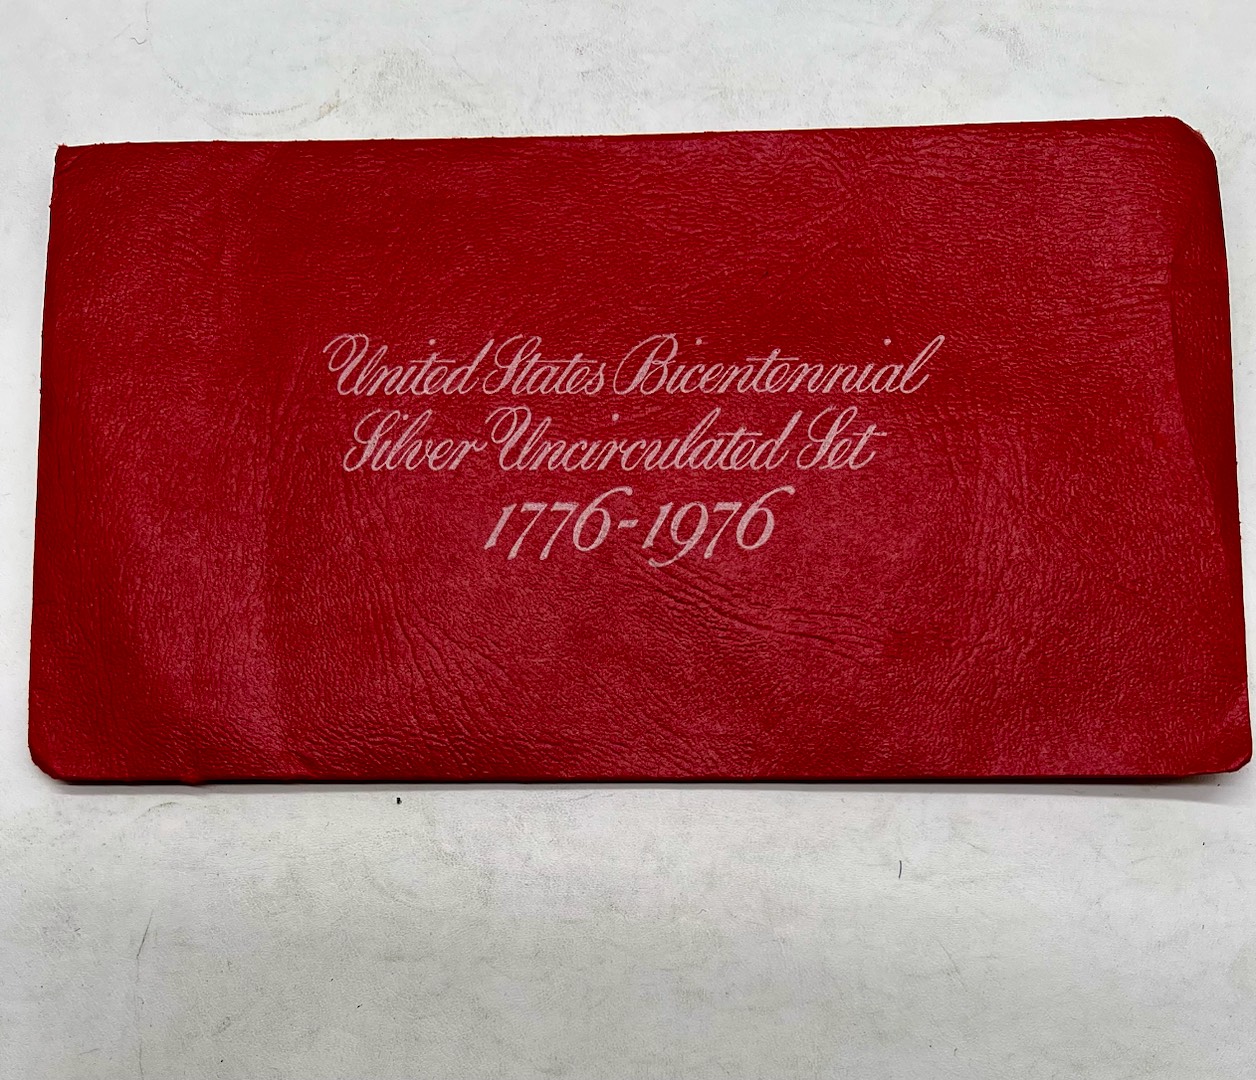 United States Bicentennial
Silver Uncirculated Set
1776-1976